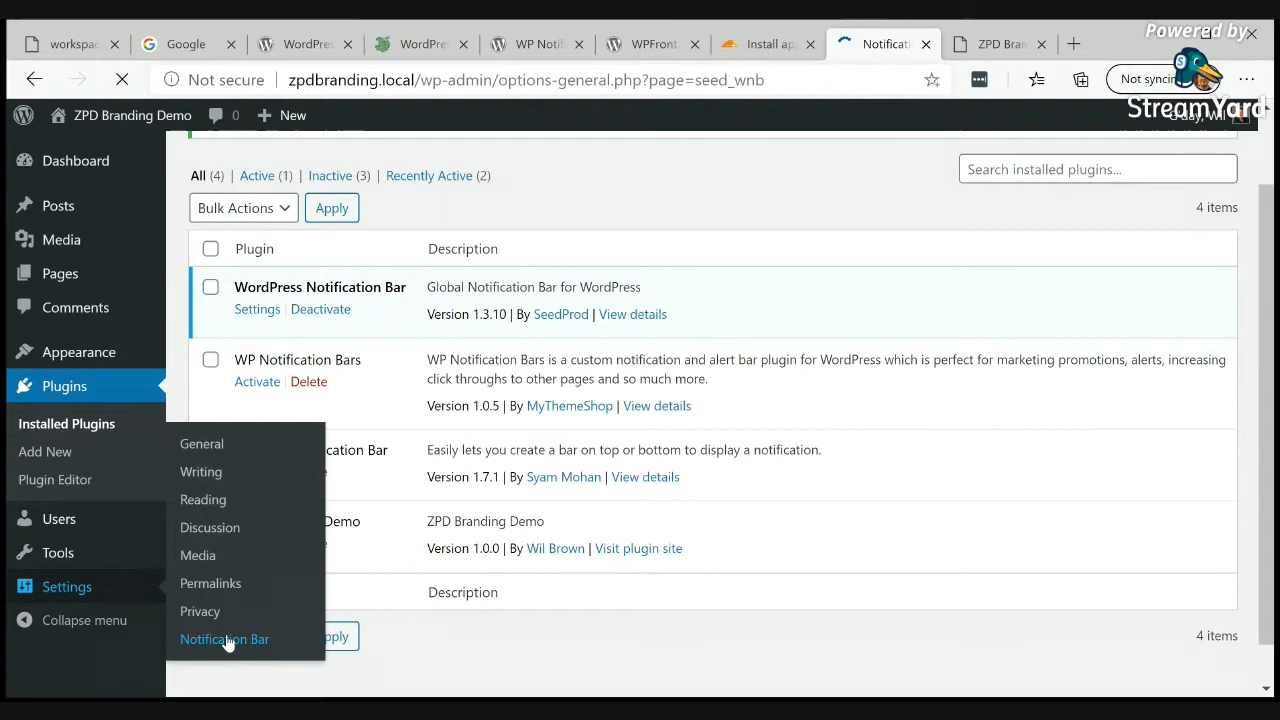 Powered by
workspac
Google
WordPre
WordPre
WP Notif
WPFront
Install ap
Notificat
ZPD Bran
Not secure
zpdbranding.local/wp-admin/options-general.php?page=seed_wnb
Not syncing
StreamYard
ZPD Branding Demo 0 New
Dashboard
Posts
Media
Pages
Comments
Appearance
Plugins
Installed Plugins
Add New
Plugin Editor
Users
Tools
Settings
Collapse menu
General
Writing
Reading
Discussion
Media
Permalinks
Privacy
Notification Bar
All (4) | Active (1) | Inactive (3) | Recently Active (2)
Search installed plugins...
Bulk Actions Apply
4 items
Plugin Description
WordPress Notification Bar
Settings | Deactivate
Global Notification Bar for WordPress
Version 1.3.10 | By SeedProd | View details
WP Notification Bars
Activate | Delete
WP Notification Bars is a custom notification and alert bar plugin for WordPress which is perfect for marketing promotions, alerts, increasing
click throughs to other pages and so much more.
Version 1.0.5 | By MyThemeShop | View details
cation Bar
Easily lets you create a bar on top or bottom to display a notification.
Version 1.7.1 | By Syam Mohan | View details
Demo
ZPD Branding Demo
Version 1.0.0 | By Wil Brown | Visit plugin site
Description
pply
4 items